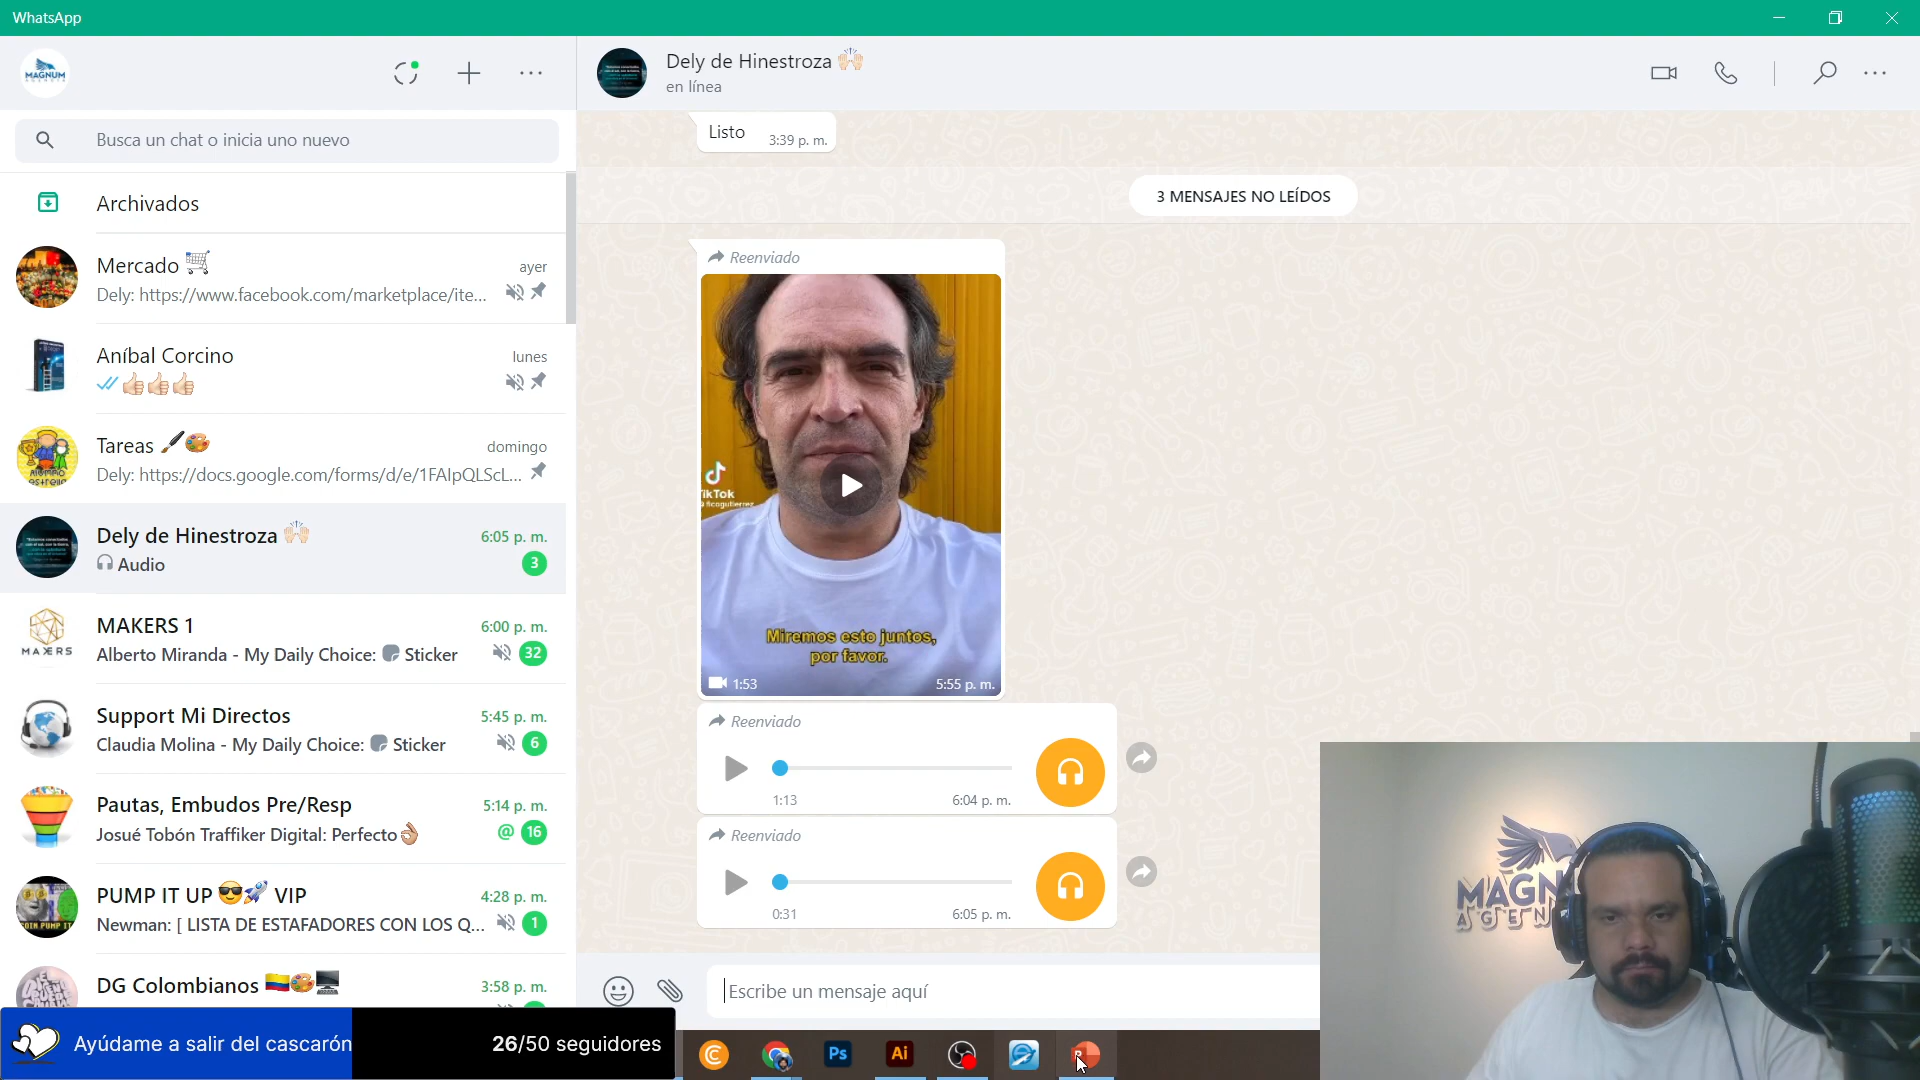 WhatsApp
MAGNUM
Busca un chat o inicia uno nuevo
Archivados
Mercado 🛒
ayer
Dely: https://www.facebook.com/marketplace/ite...
Aníbal Corcino
lunes
👍🏻👍🏻👍🏻
Tareas 🖌️🎨
domingo
Dely: https://docs.google.com/forms/d/e/1FAIpQLScL...
Dely de Hinestroza 🙌🏻
6:05 p. m.
Audio
3
MAKERS 1
6:00 p. m.
MAKERS
Alberto Miranda - My Daily Choice: Sticker
32
Support Mi Directos
5:45 p. m.
Claudia Molina - My Daily Choice: Sticker
6
Pautas, Embudos Pre/Resp
5:14 p. m.
Josué Tobón Traffiker Digital: Perfecto👌🏼
@ 16
PUMP IT UP 😎🚀 VIP
4:28 p. m.
Newman: [ LISTA DE ESTAFADORES CON LOS Q...
1
DG Colombianos 🇨🇴🎨🖥️
3:58 p. m.
Ayúdame a salir del cascarón
26/50 seguidores
Dely de Hinestroza 🙌🏻
en línea
Listo
3:39 p. m.
3 MENSAJES NO LEÍDOS
Reenviado
TikTok
@ficogutierrez
Miremos esto juntos,
por favor.
1:53
5:55 p. m.
Reenviado
1:13
6:04 p. m.
Reenviado
0:31
6:05 p. m.
Escribe un mensaje aquí
Ps
Ai